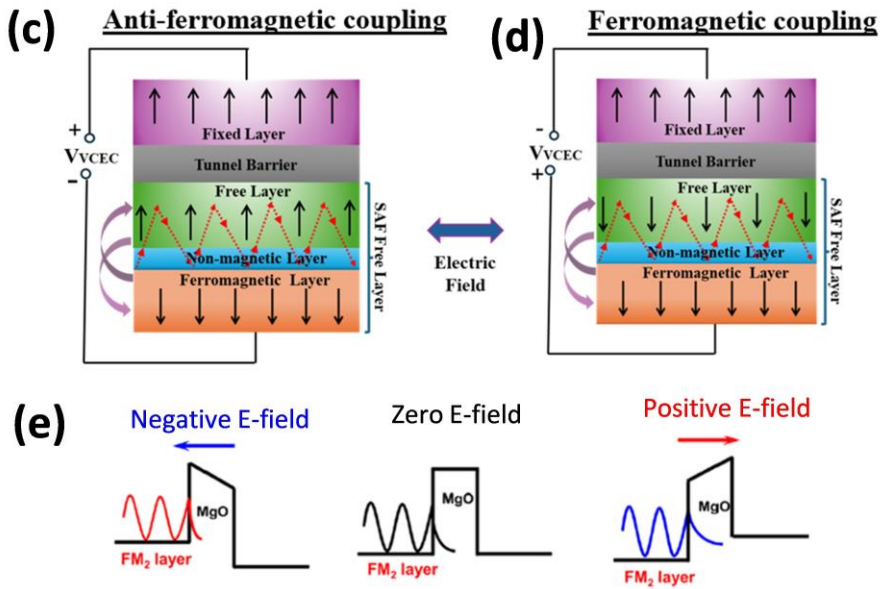 (c)
Anti-ferromagnetic coupling
+
VVCEC
-
Fixed Layer
Tunnel Barrier
Free Layer
Non-magnetic Layer
Ferromagnetic Layer
SAF Free Layer
Electric
Field
(d)
Ferromagnetic coupling
-
VVCEC
+
Fixed Layer
Tunnel Barrier
Free Layer
Non-magnetic Layer
Ferromagnetic Layer
SAF Free Layer
(e)
Negative E-field
MgO
FM2 layer
Zero E-field
MgO
FM2 layer
Positive E-field
MgO
FM2 layer